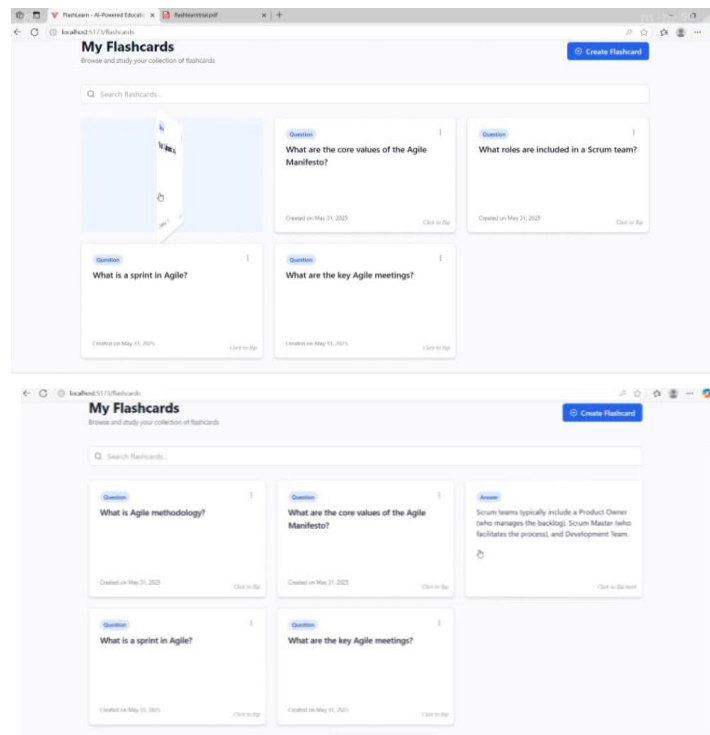 FlashLearn - AI-Powered Educatio
flashlearnfinal.pdf
localhost:5173/flashcards
My Flashcards
Create Flashcard
Browse and study your collection of flashcards
Search flashcards...
Question
Question
What are the core values of the Agile
Manifesto?
What roles are included in a Scrum team?
Created on May 31, 2025
Click to flip
Created on May 31, 2025
Click to flip
Question
Question
What is a sprint in Agile?
What are the key Agile meetings?
Created on May 31, 2025
Click to flip
Created on May 31, 2025
Click to flip
localhost:5173/flashcards
My Flashcards
Create Flashcard
Browse and study your collection of flashcards
Search flashcards...
Question
Question
Answer
What is Agile methodology?
What are the core values of the Agile
Manifesto?
Scrum teams typically include a Product Owner
(who manages the backlog), Scrum Master (who
facilitates the process), and Development Team.
Created on May 31, 2025
Click to flip
Created on May 31, 2025
Click to flip
Click to flip back
Question
Question
What is a sprint in Agile?
What are the key Agile meetings?
Created on May 31, 2025
Click to flip
Created on May 31, 2025
Click to flip